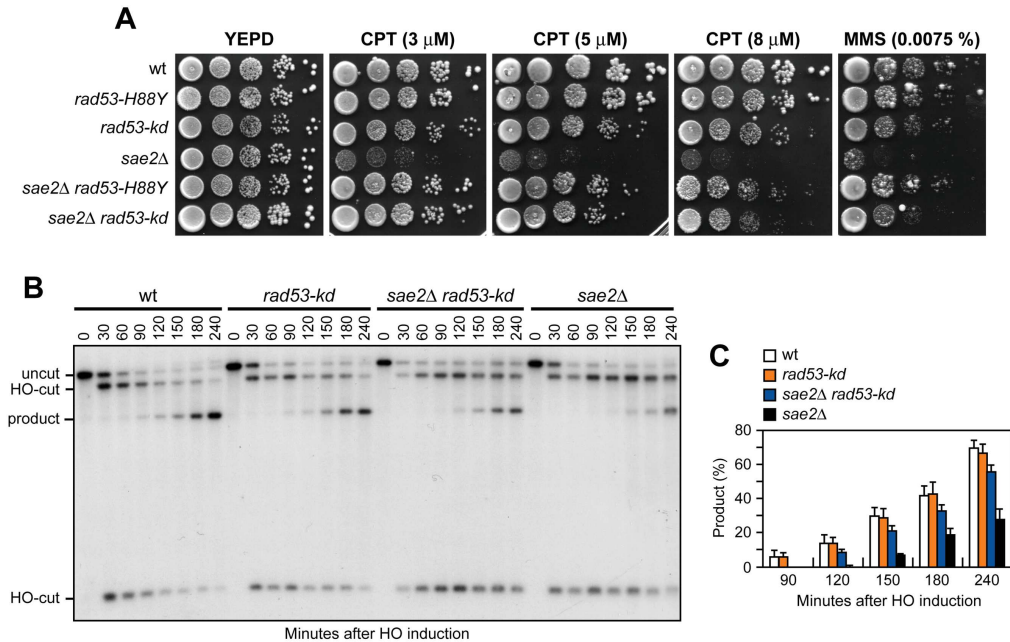 A
YEPD CPT (3 µM) CPT (5 µM) CPT (8 µM) MMS (0.0075 %)
wt
rad53-H88Y
rad53-kd
sae2Δ
sae2Δ rad53-H88Y
sae2Δ rad53-kd
B
wt rad53-kd sae2Δ rad53-kd sae2Δ
0 30 60 90 120 150 180 240 0 30 60 90 120 150 180 240 0 30 60 90 120 150 180 240 0 30 60 90 120 150 180 240
uncut
HO-cut
product
HO-cut
Minutes after HO induction
C
wt
rad53-kd
sae2Δ rad53-kd
sae2Δ
Product (%)
80
60
40
20
0
90 120 150 180 240
Minutes after HO induction